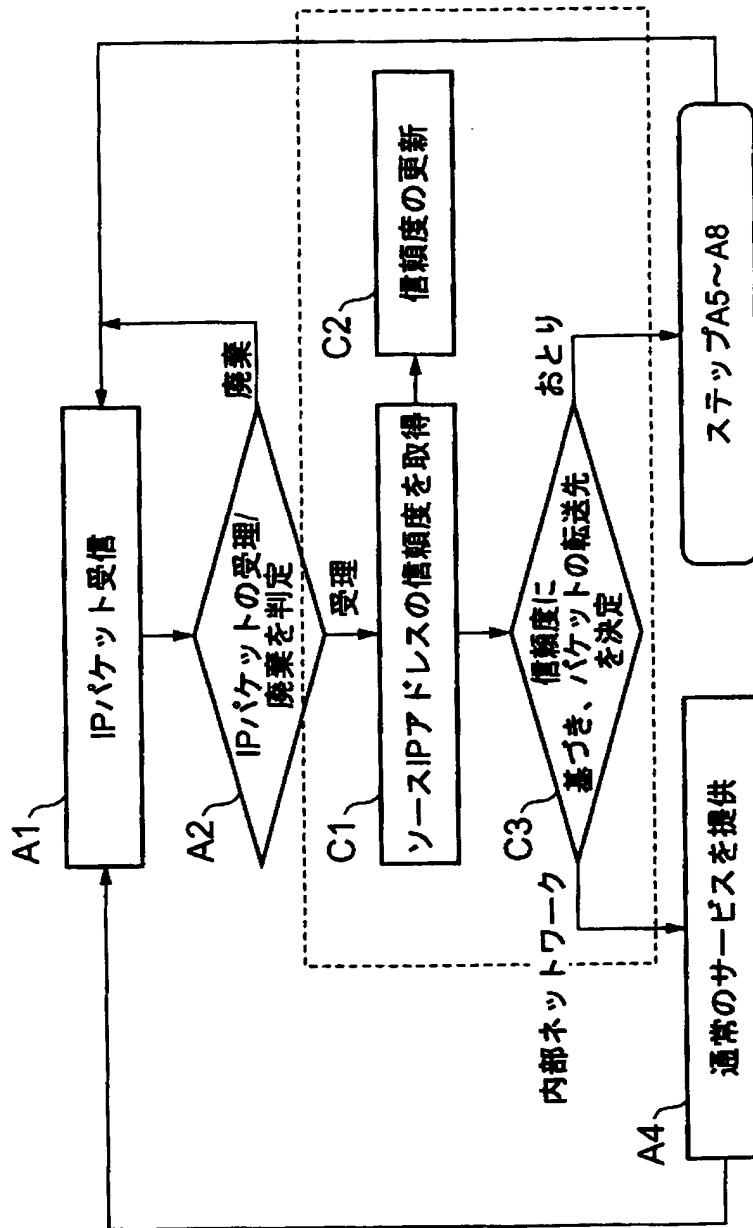 A1
IPパケット受信
A2
IPパケットの受理/
廃棄を判定
廃棄
受理
C1
ソースIPアドレスの信頼度を取得
C2
信頼度の更新
C3
信頼度に
基づき、パケットの転送先
を決定
内部ネットワーク
おとり
A4
通常のサービスを提供
ステップA5～A8